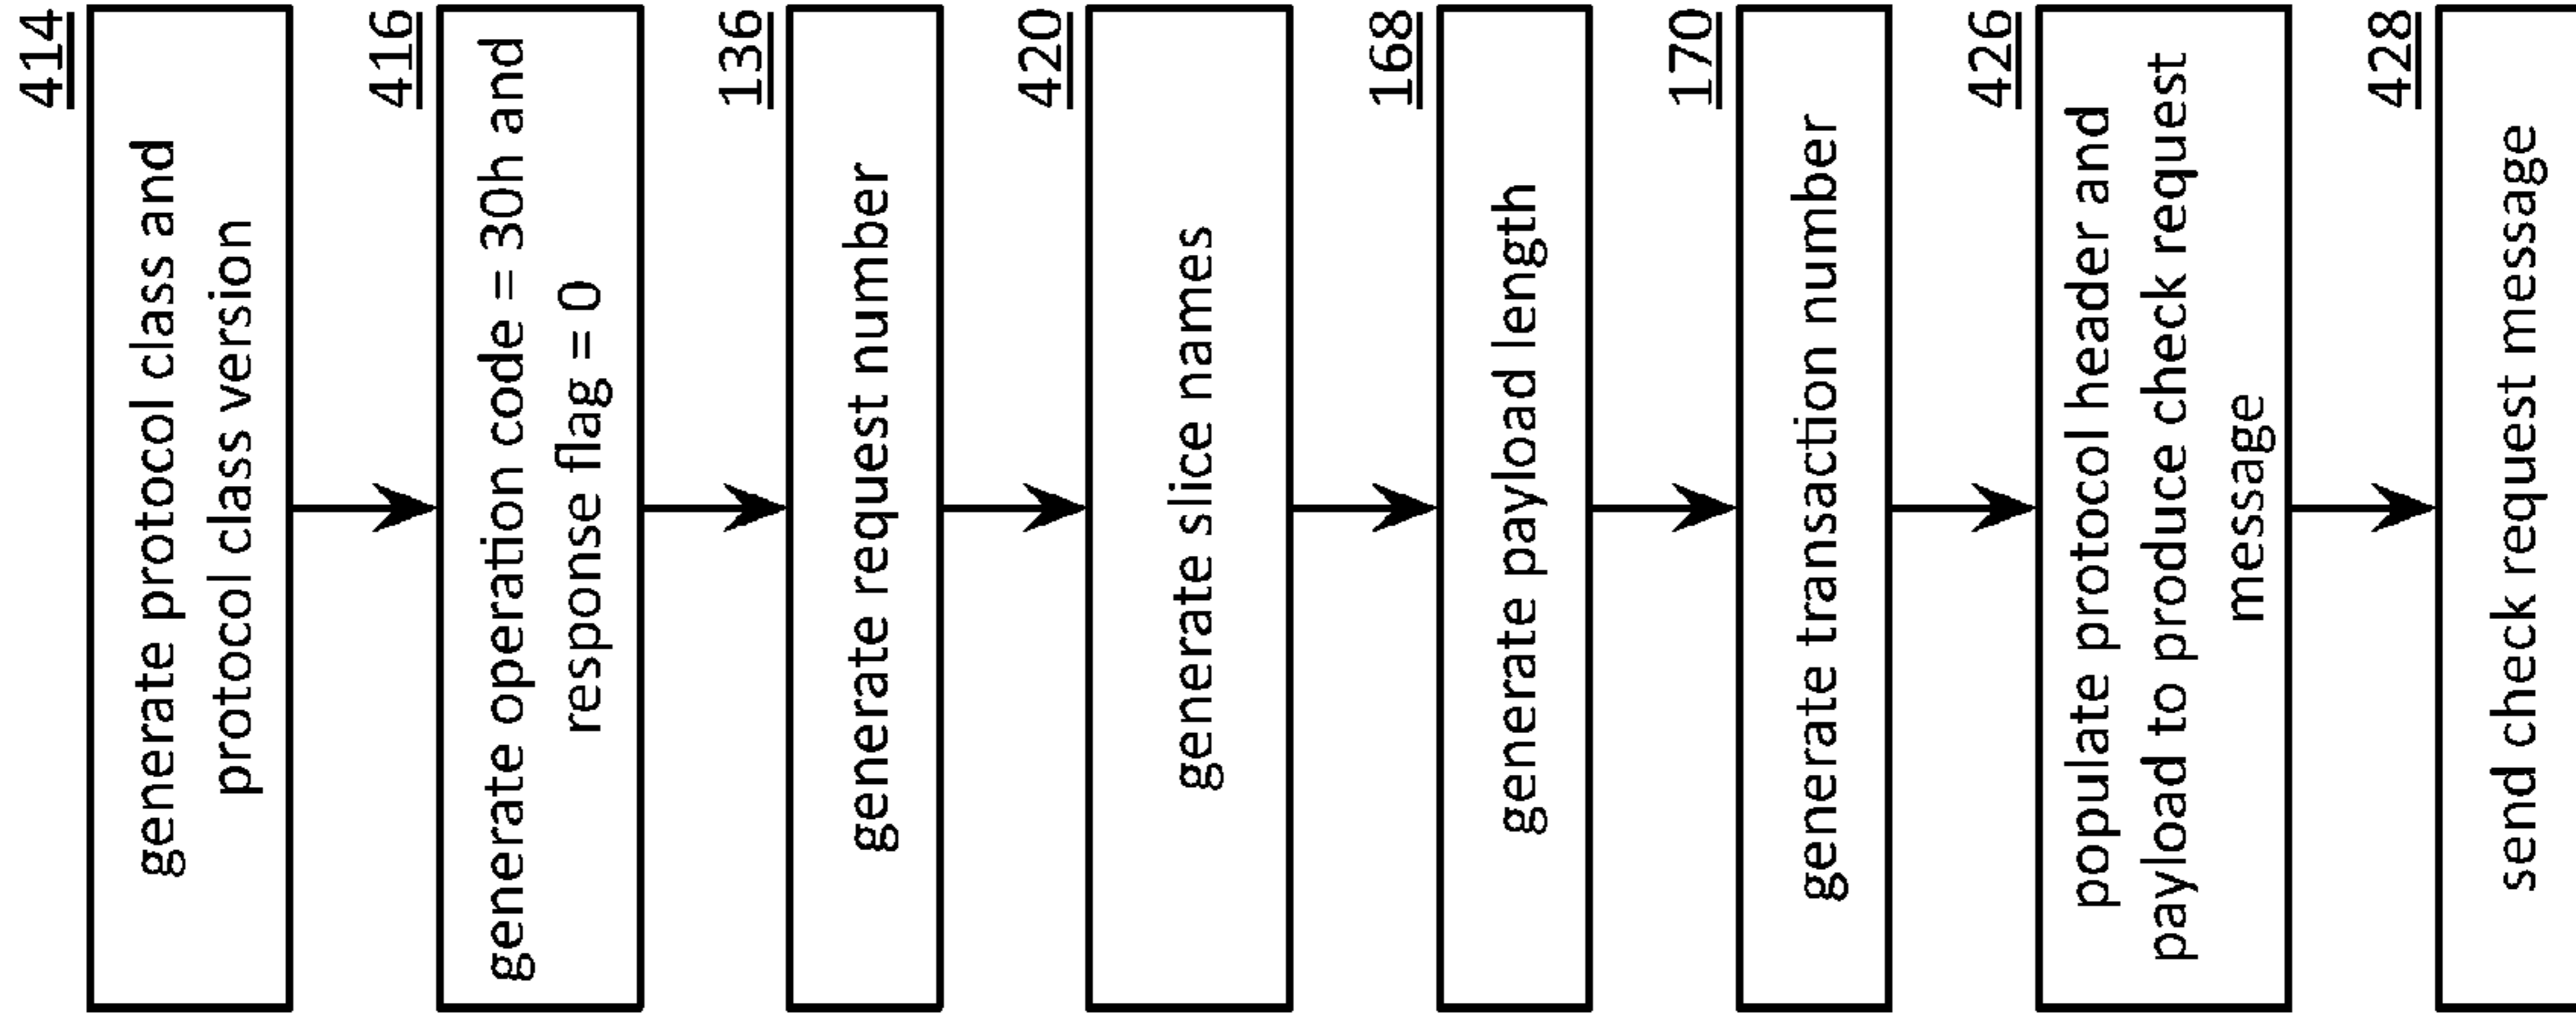 414
generate protocol class and
protocol class version
416
generate operation code = 30h and
response flag = 0
136
generate request number
420
generate slice names
168
generate payload length
170
generate transaction number
426
populate protocol header and
payload to produce check request
message
428
send check request message